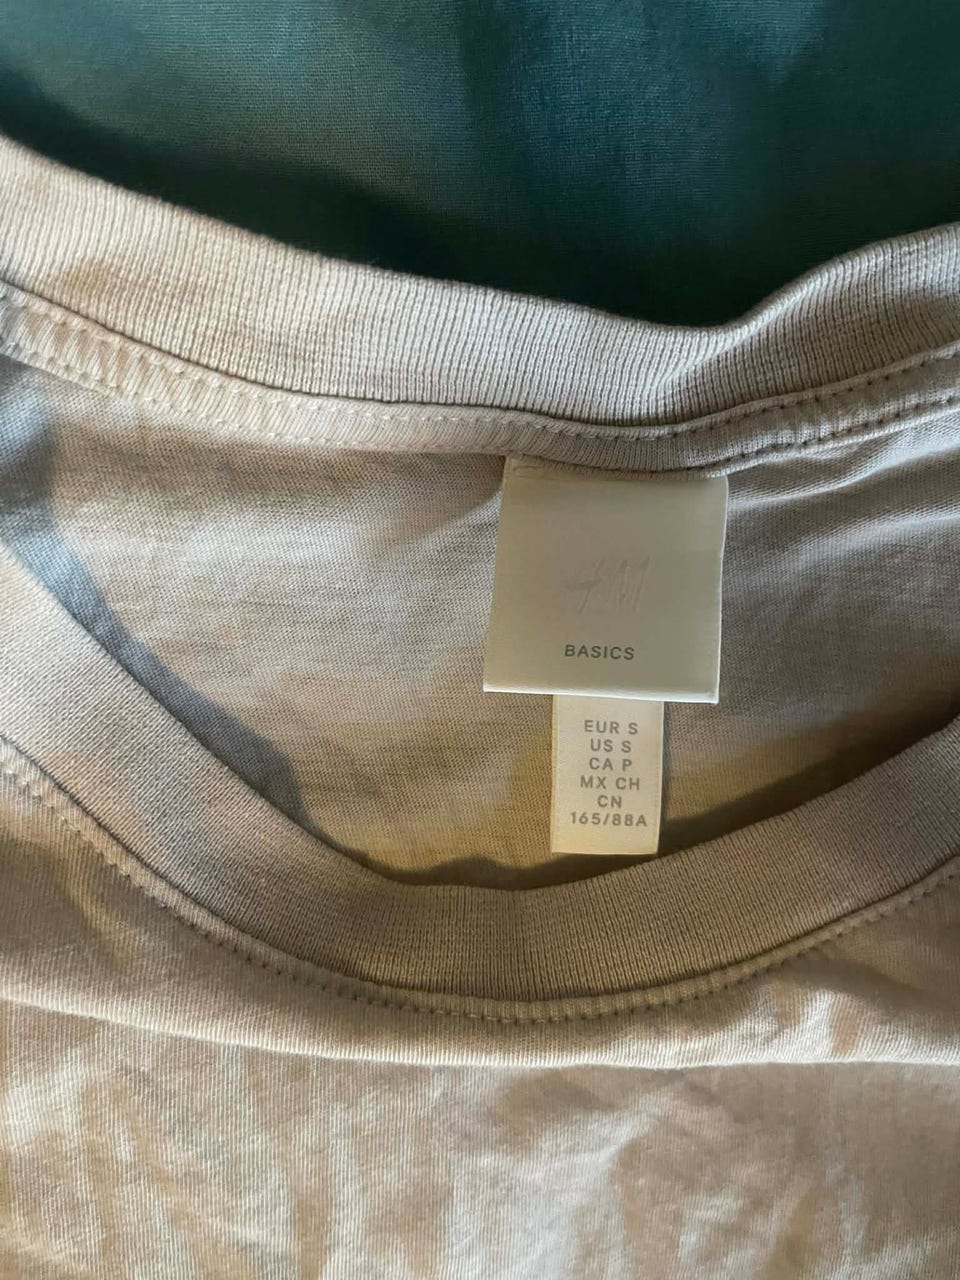 H&M
BASICS
EUR S
US S
CA P
MX CH
CN
165/88A